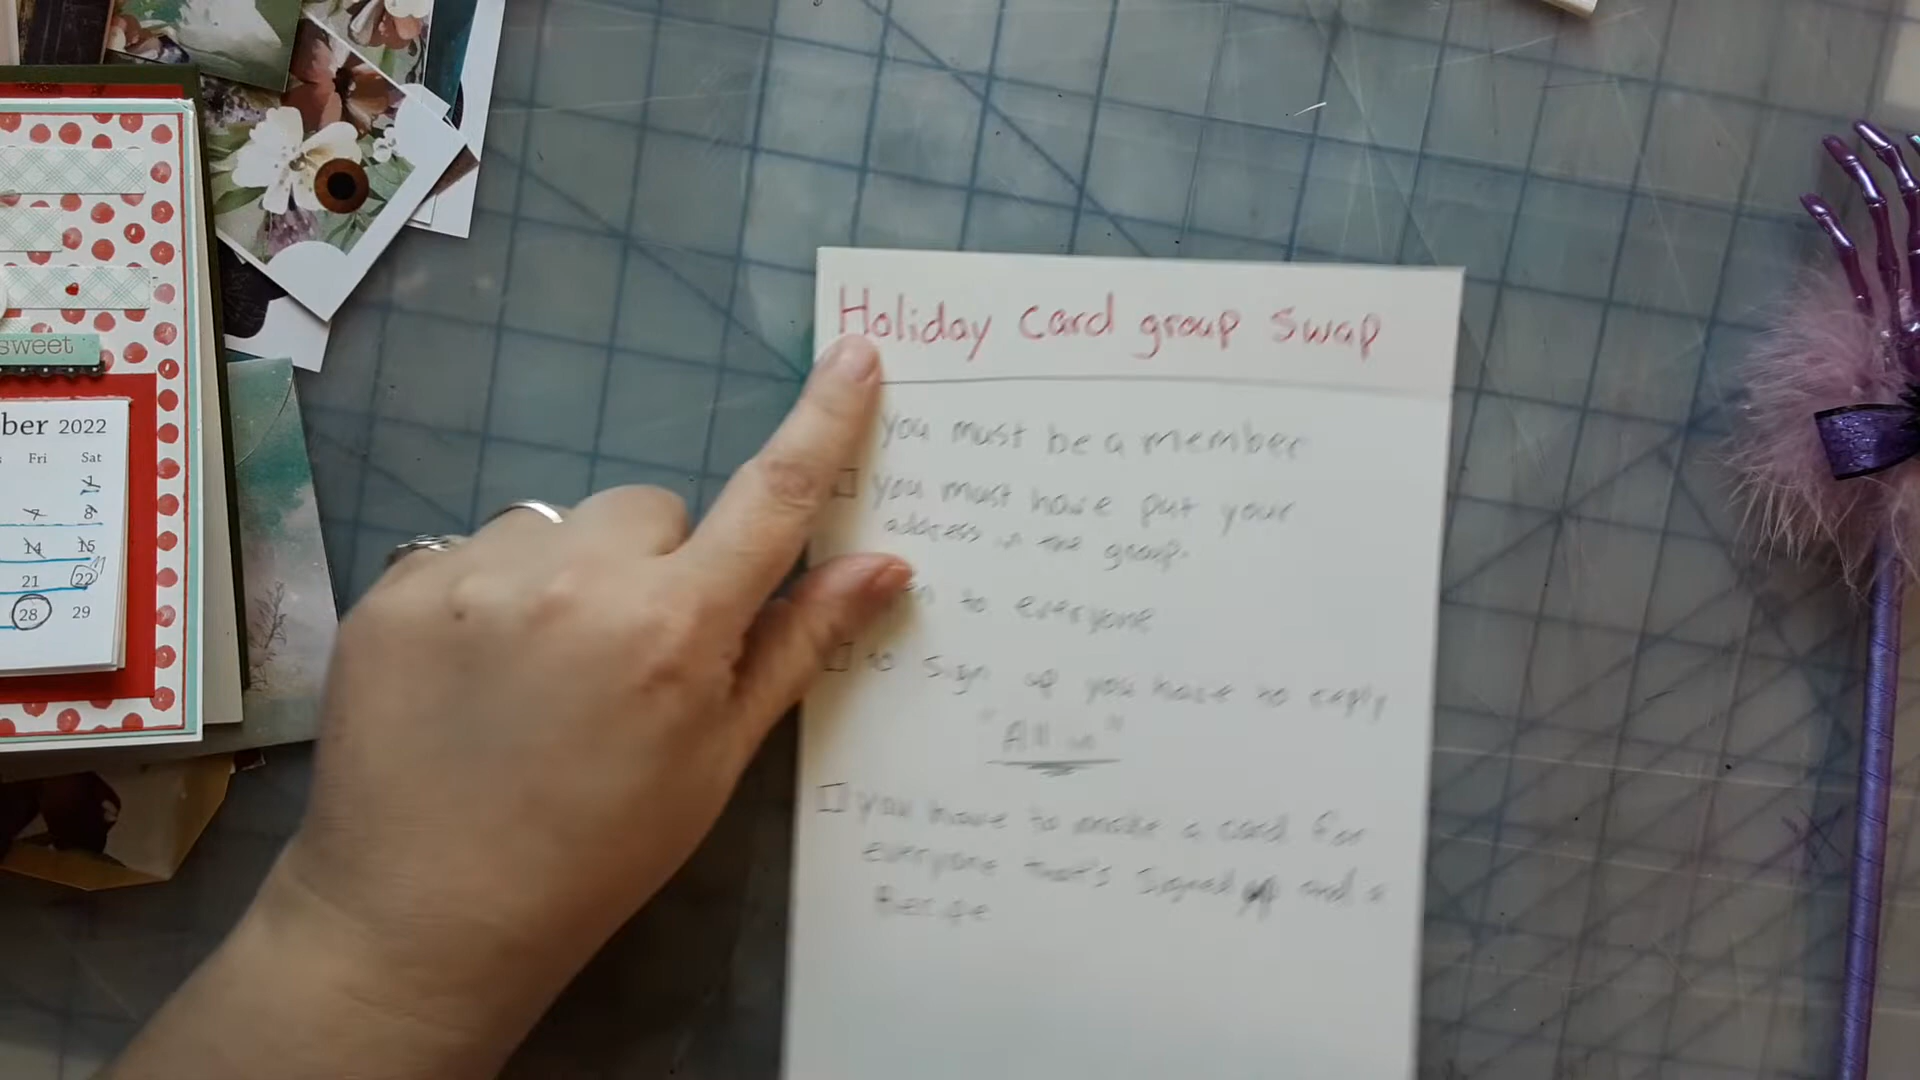 sweet
ber 2022
Fri Sat
1
7 8
14 15
21 22
28 29
Holiday card group swap
you must be a member
you must have put your
address in the group.
to everyone
to sign up you have to reply
"All in"
you have to make a card for
everyone that's signed up and a
Recipe